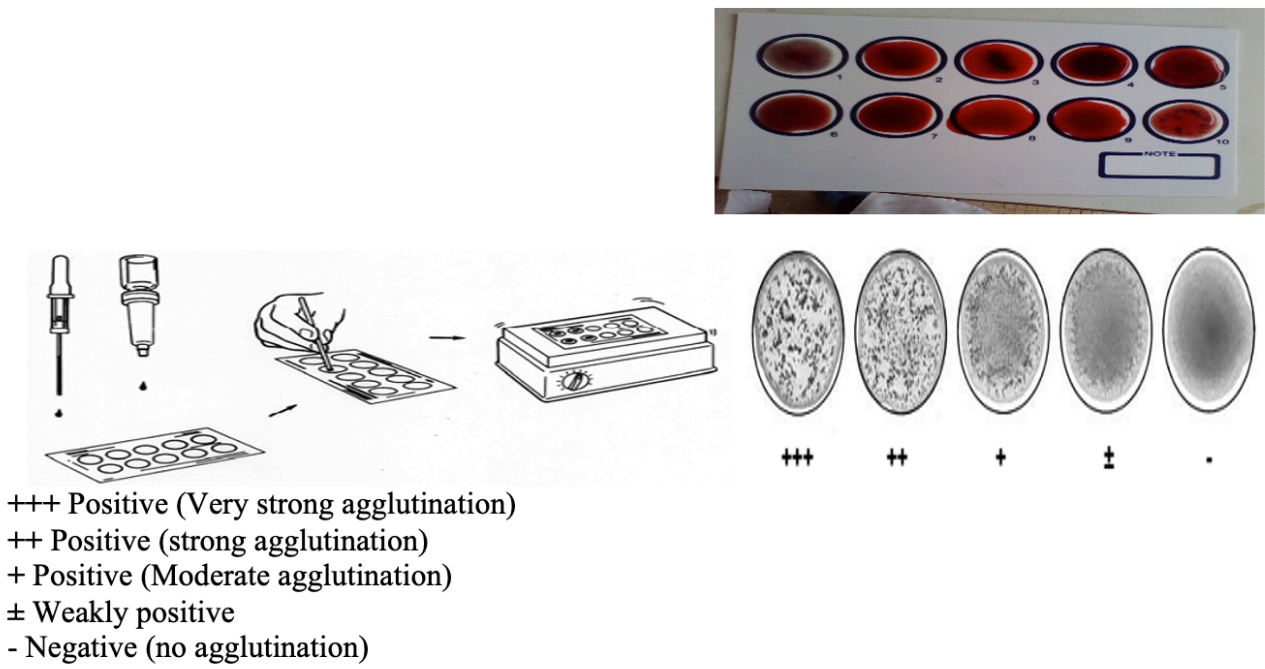 1 2 3 4 5
6 7 8 9 10
NOTE
+++ ++ + ± -
+++ Positive (Very strong agglutination)
++ Positive (strong agglutination)
+ Positive (Moderate agglutination)
± Weakly positive
- Negative (no agglutination)